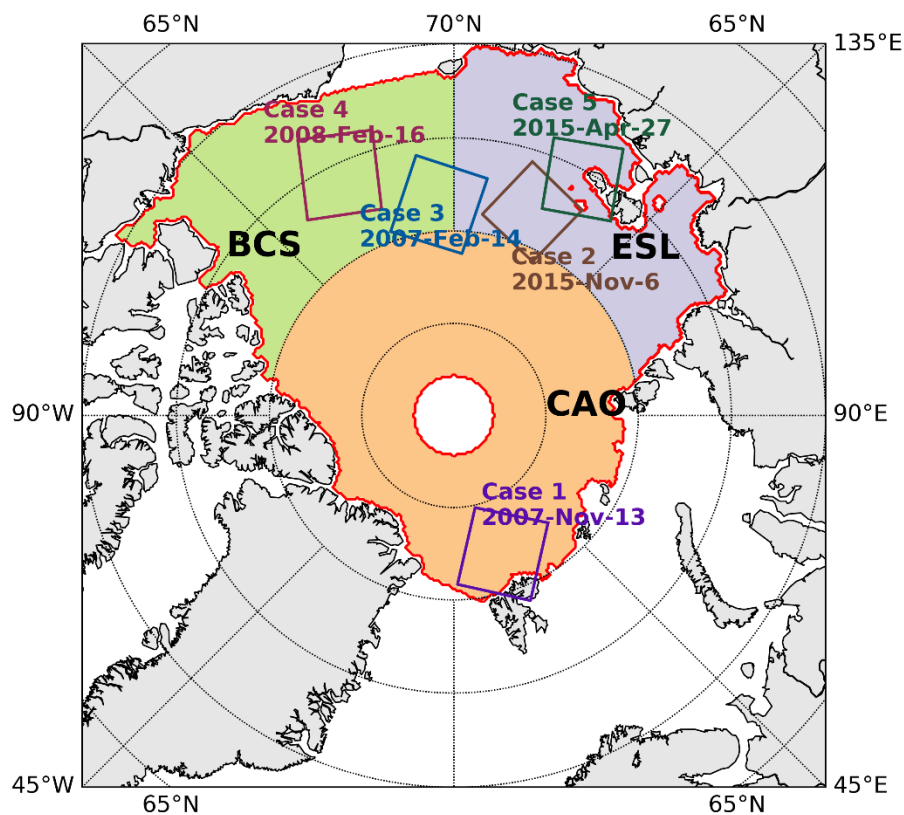 65°N 70°N 65°N
135°E
Case 4
2008-Feb-16
Case 5
2015-Apr-27
Case 3
2007-Feb-14
BCS
ESL
Case 2
2015-Nov-6
90°W
CAO
90°E
Case 1
2007-Nov-13
45°W
45°E
65°N 65°N